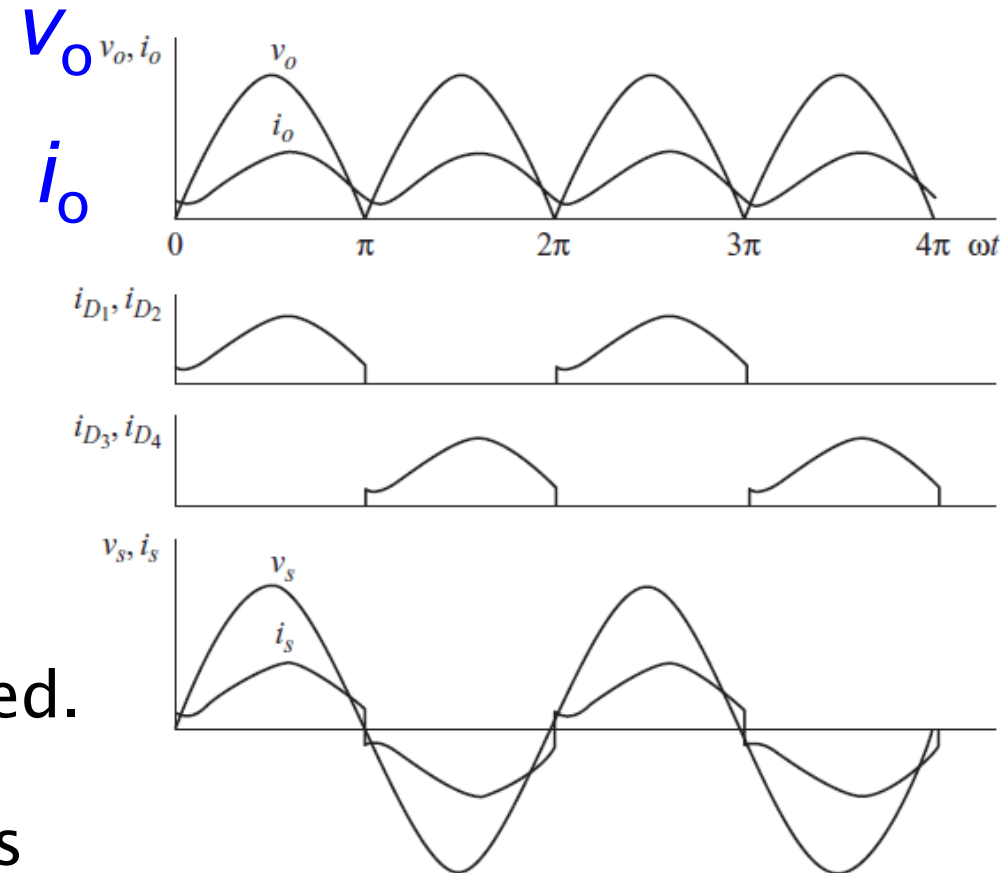 vo
vo, io
vo
io
io
0 π 2π 3π 4π ωt
iD1, iD2
iD3, iD4
vs, is
vs
is
ed.
s